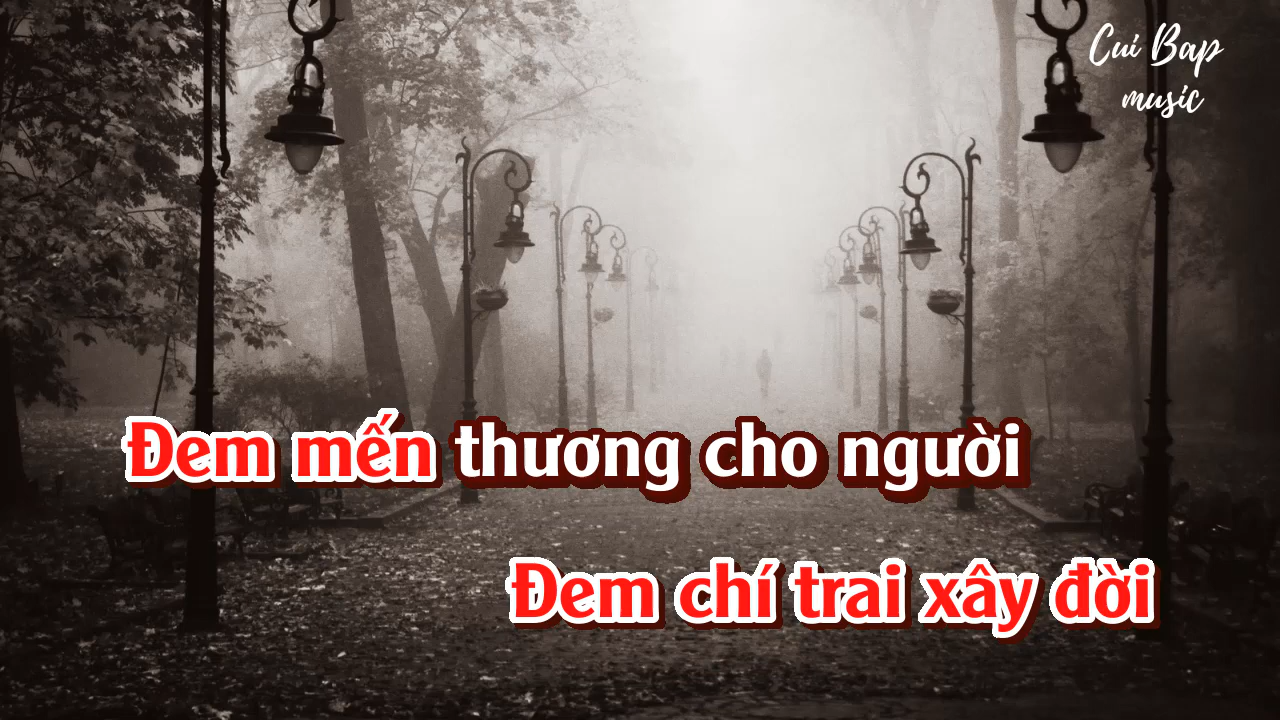 Cui Bap
music
Đem mến thương cho người
Đem chí trai xây đời